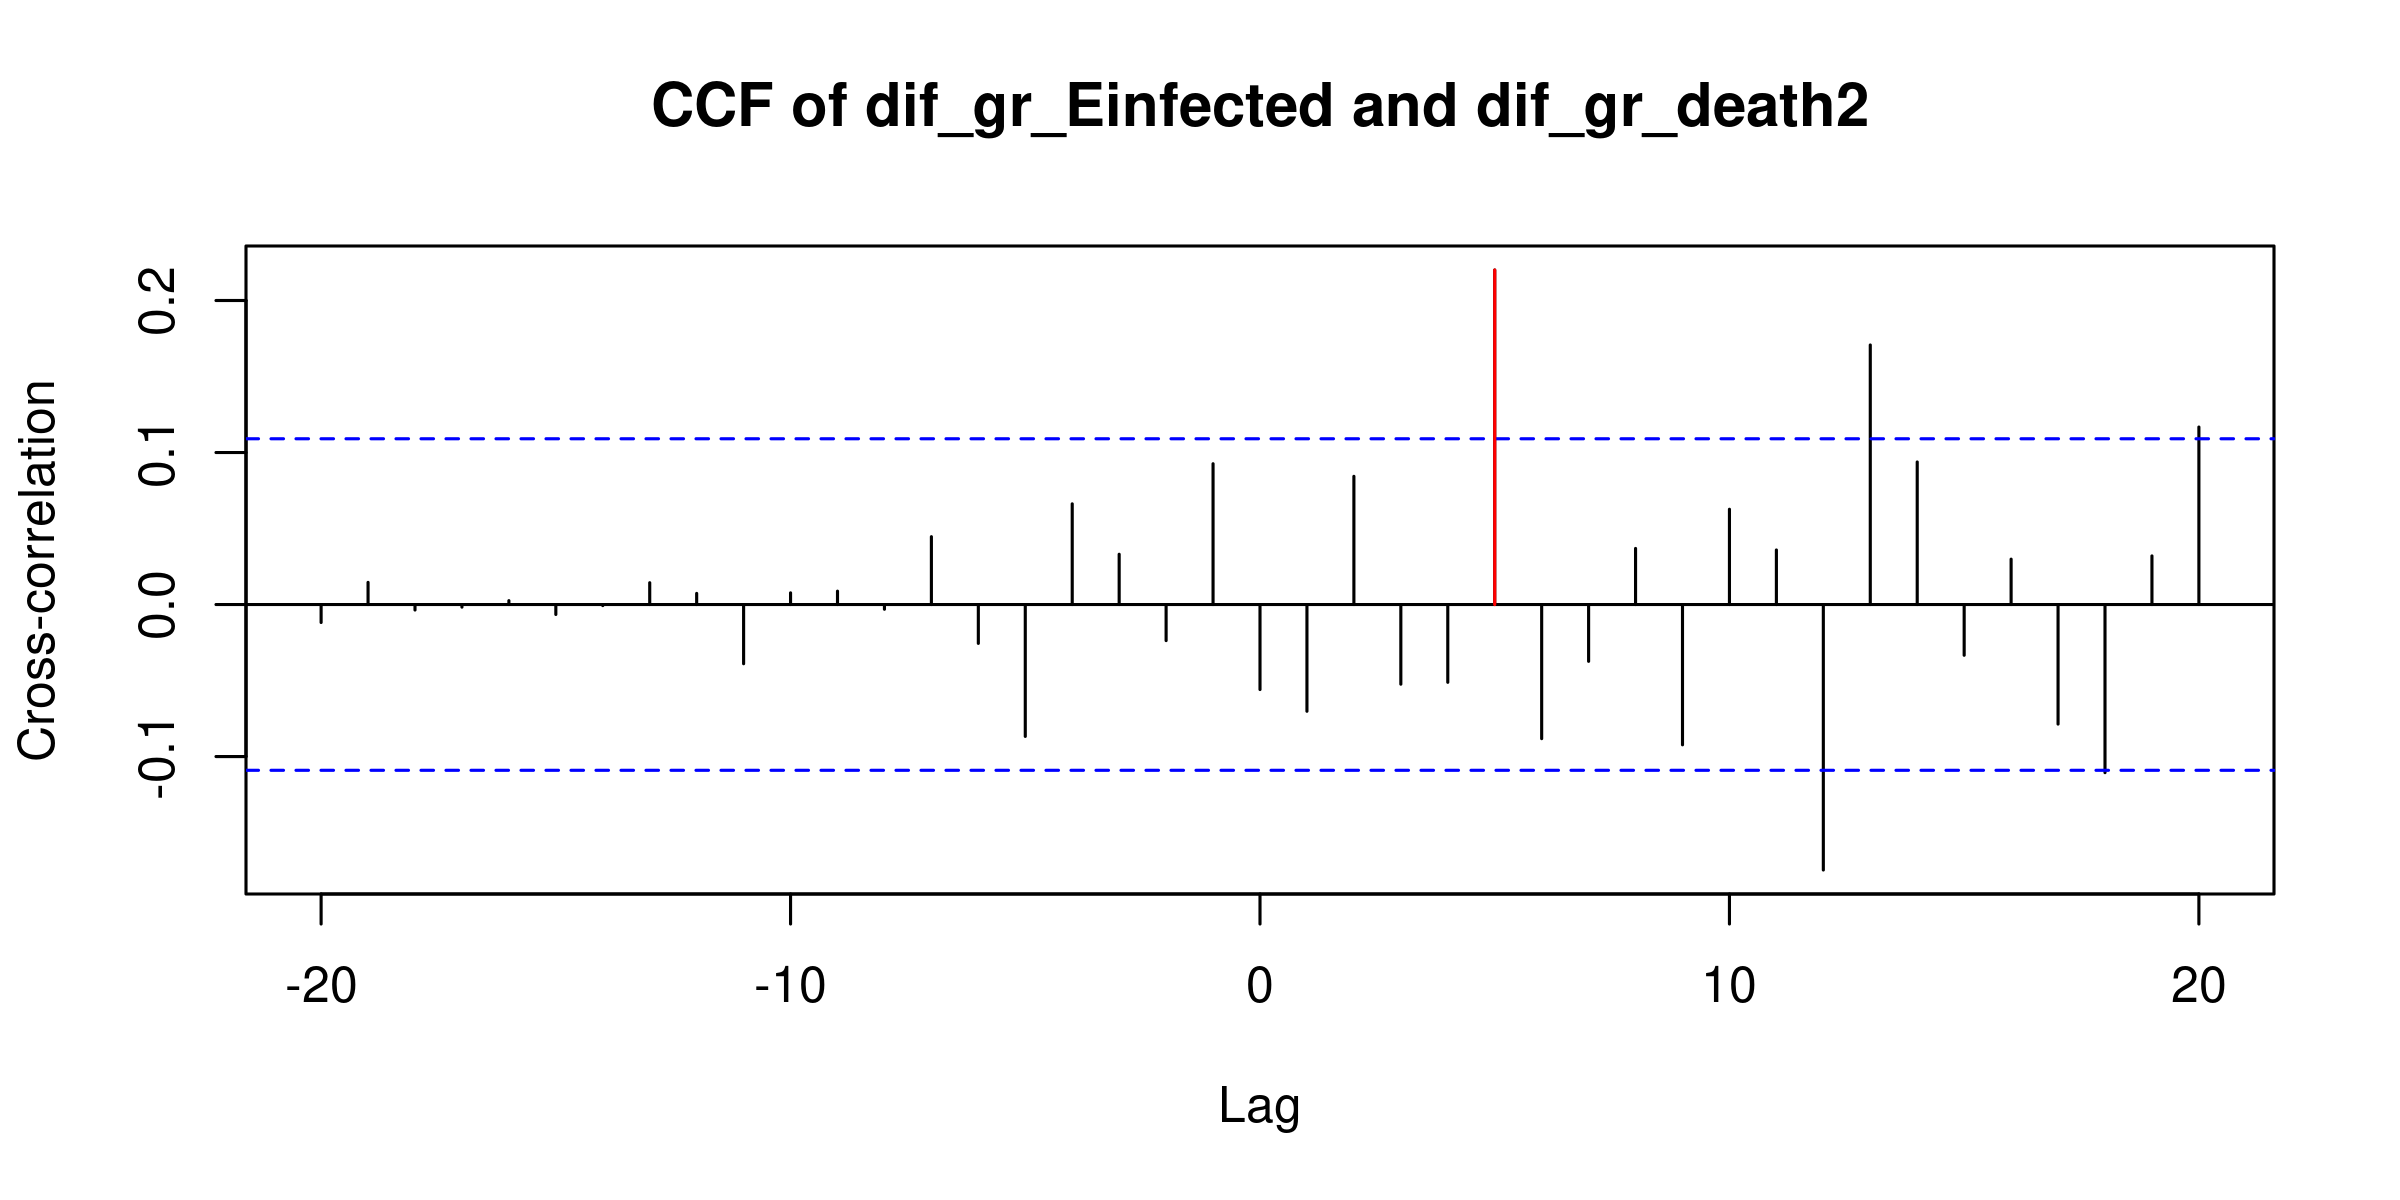 CCF of dif_gr_Einfected and dif_gr_death2
Cross-correlation
0.2
0.1
0.0
-0.1
-20 -10 0 10 20
Lag